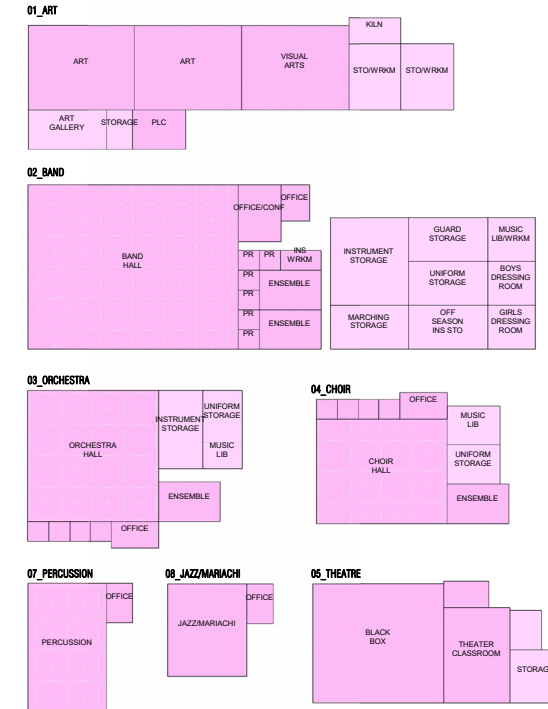 01_ART
KILN
ART
ART
VISUAL
ARTS
STO/WRKM
STO/WRKM
ART
GALLERY
STORAGE
PLC
02_BAND
OFFICE/CONF
OFFICE
BAND
HALL
PR
PR
INS
WRKM
PR
ENSEMBLE
PR
PR
ENSEMBLE
PR
INSTRUMENT
STORAGE
GUARD
STORAGE
MUSIC
LIB/WRKM
UNIFORM
STORAGE
BOYS
DRESSING
ROOM
MARCHING
STORAGE
OFF
SEASON
INS STO
GIRLS
DRESSING
ROOM
03_ORCHESTRA
ORCHESTRA
HALL
INSTRUMENT
STORAGE
UNIFORM
STORAGE
MUSIC
LIB
ENSEMBLE
OFFICE
04_CHOIR
OFFICE
MUSIC
LIB
CHOIR
HALL
UNIFORM
STORAGE
ENSEMBLE
07_PERCUSSION
OFFICE
PERCUSSION
08_JAZZ/MARIACHI
OFFICE
JAZZ/MARIACHI
05_THEATRE
BLACK
BOX
THEATER
CLASSROOM
STORAG